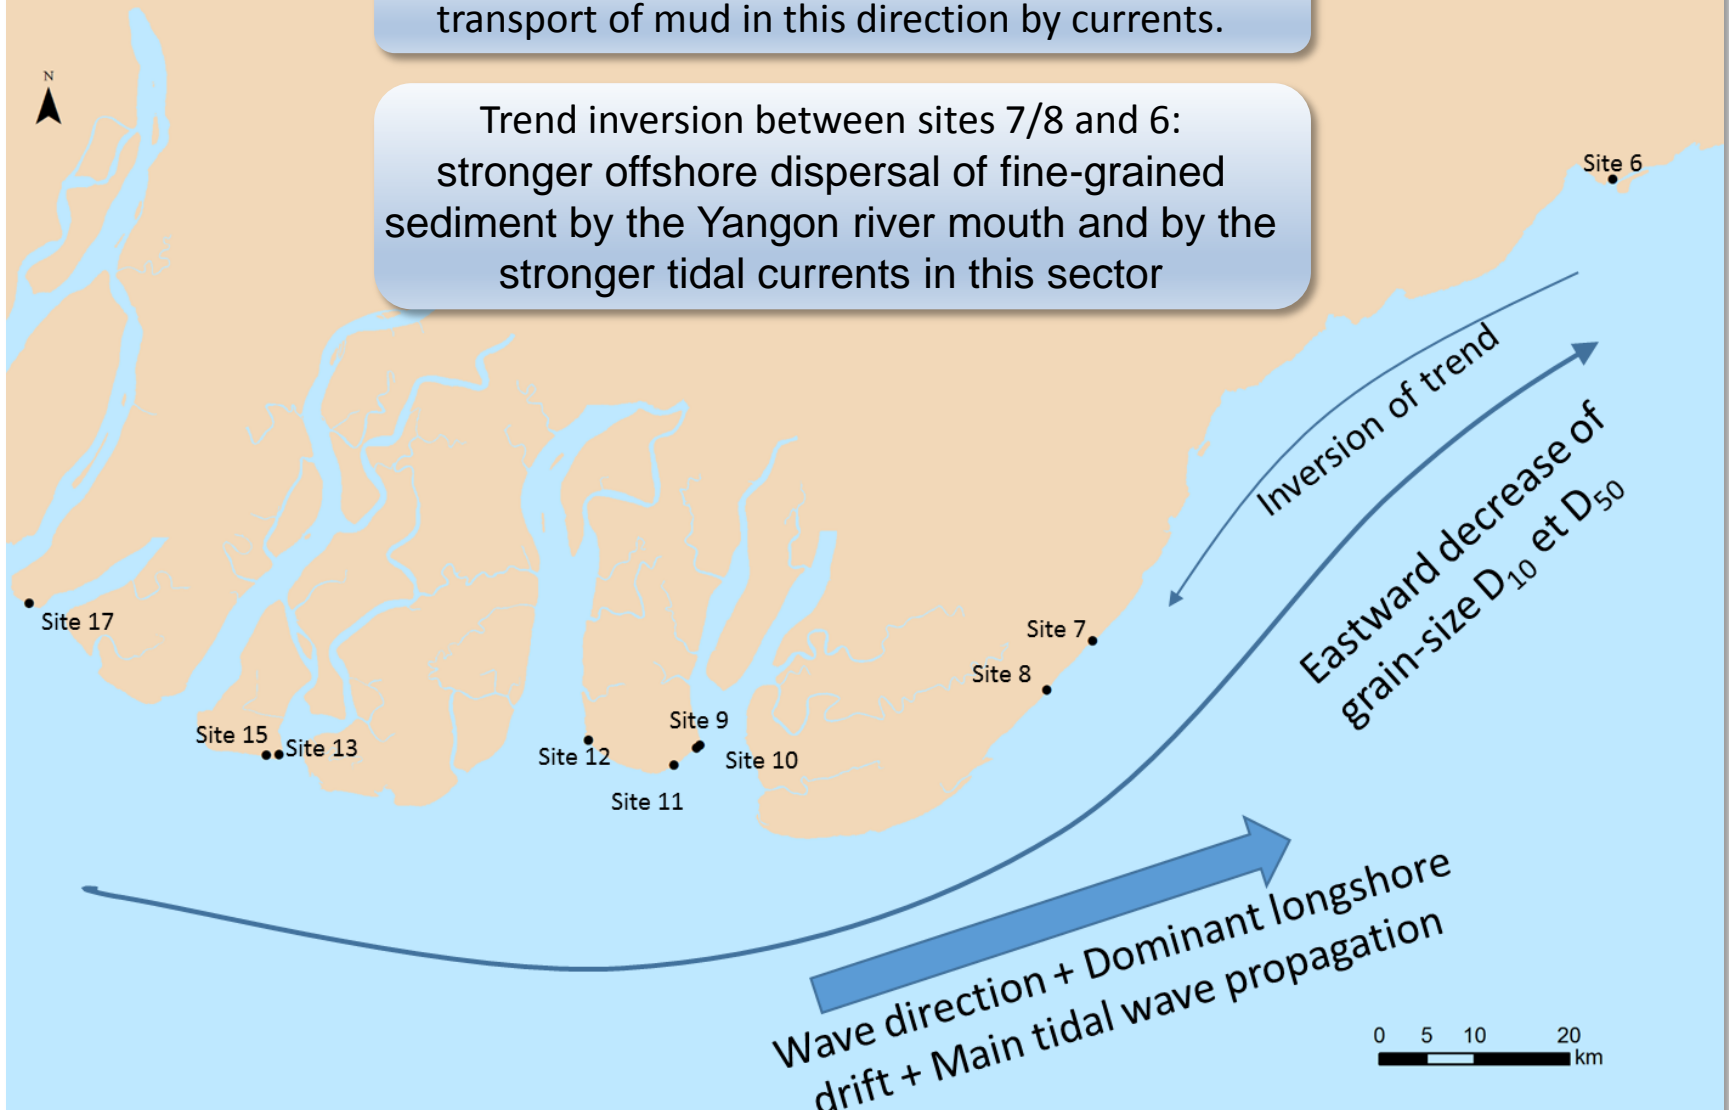 transport of mud in this direction by currents.
N
Trend inversion between sites 7/8 and 6:
stronger offshore dispersal of fine-grained
sediment by the Yangon river mouth and by the
stronger tidal currents in this sector
Site 6
Inversion of trend
Eastward decrease of
grain-size D₁₀ et D₅₀
Site 17
Site 7
Site 8
Site 9
Site 15
Site 13
Site 12
Site 10
Site 11
Wave direction + Dominant longshore
drift + Main tidal wave propagation
0 5 10 20
km